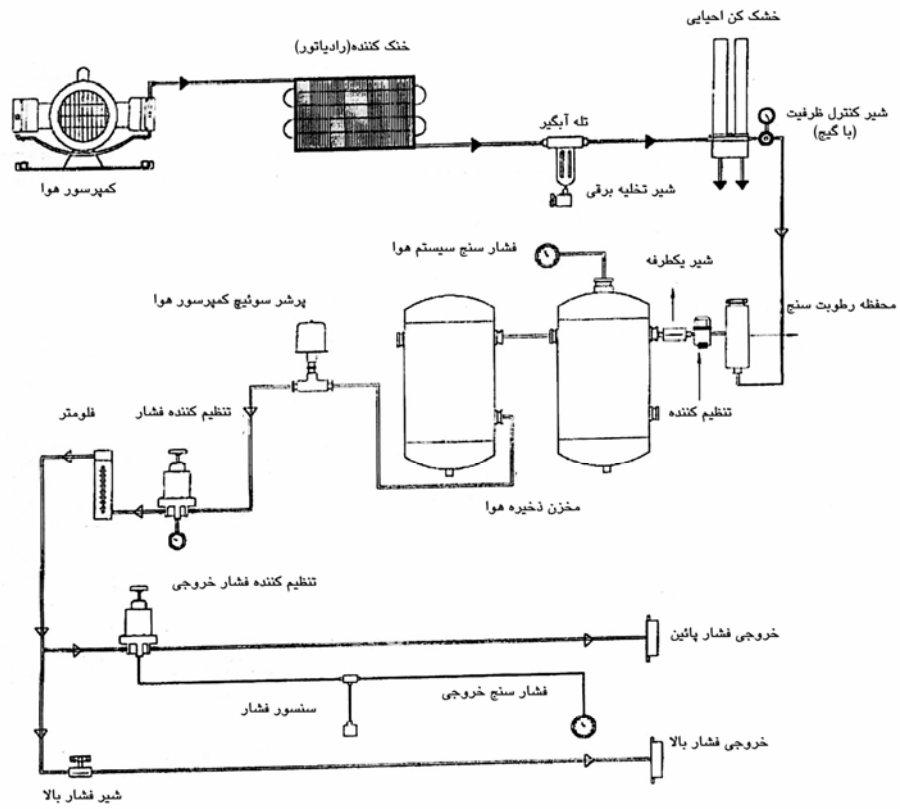 خشک کن احیایی
خنک کننده(رادیاتور)
شیر کنترل ظرفیت
(با گیج)
تله آبگیر
کمپرسور هوا
شیر تخلیه برقی
فشار سنج سیستم هوا
شیر یکطرفه
پرشر سوئیچ کمپرسور هوا
محفظه رطوبت سنج
تنظیم کننده
تنظیم کننده فشار
فلومتر
مخزن ذخیره هوا
تنظیم کننده فشار خروجی
خروجی فشار پائین
فشار سنج خروجی
سنسور فشار
خروجی فشار بالا
شیر فشار بالا